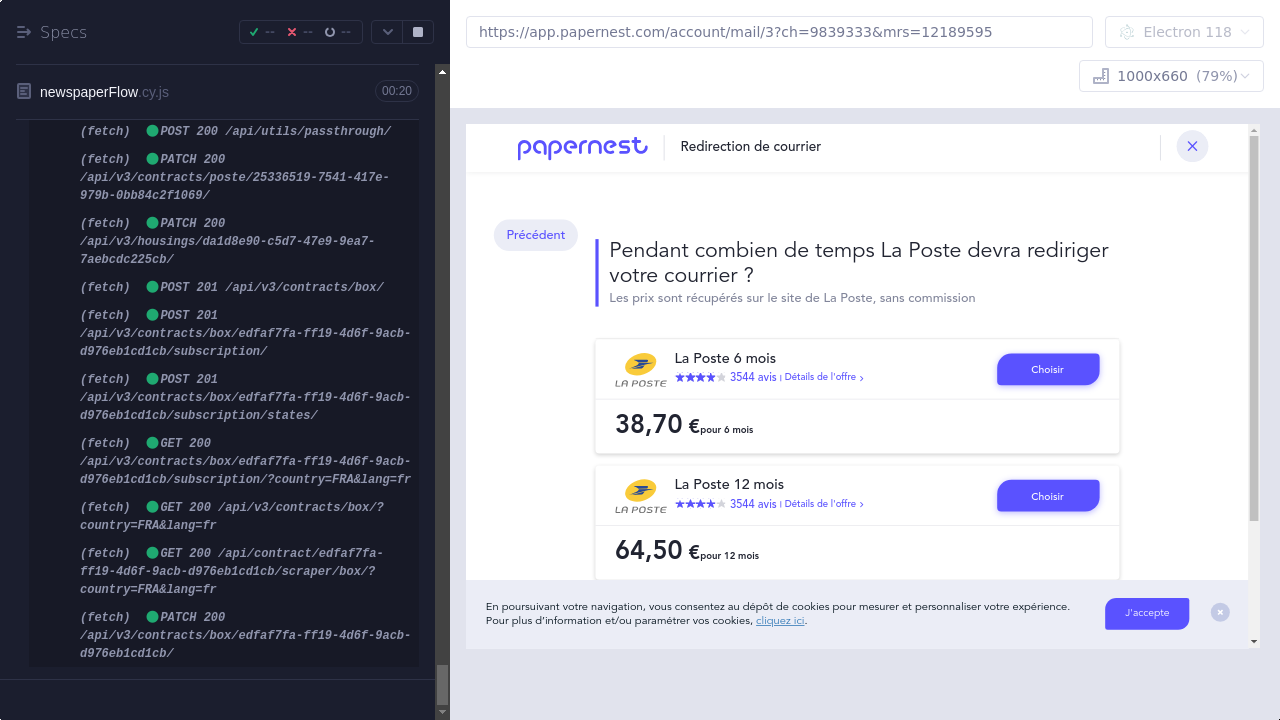 Specs
--
--
--
newspaperFlow.cy.js
00:20
(fetch) POST 200 /api/utils/passthrough/
(fetch) PATCH 200
/api/v3/contracts/poste/25336519-7541-417e-
979b-0bb84c2f1069/
(fetch) PATCH 200
/api/v3/housings/da1d8e90-c5d7-47e9-9ea7-
7aebcdc225cb/
(fetch) POST 201 /api/v3/contracts/box/
(fetch) POST 201
/api/v3/contracts/box/edfaf7fa-ff19-4d6f-9acb-
d976eb1cd1cb/subscription/
(fetch) POST 201
/api/v3/contracts/box/edfaf7fa-ff19-4d6f-9acb-
d976eb1cd1cb/subscription/states/
(fetch) GET 200
/api/v3/contracts/box/edfaf7fa-ff19-4d6f-9acb-
d976eb1cd1cb/subscription/?country=FRA&lang=fr
(fetch) GET 200 /api/v3/contracts/box/?
country=FRA&lang=fr
(fetch) GET 200 /api/contract/edfaf7fa-
ff19-4d6f-9acb-d976eb1cd1cb/scraper/box/?
country=FRA&lang=fr
(fetch) PATCH 200
/api/v3/contracts/box/edfaf7fa-ff19-4d6f-9acb-
d976eb1cd1cb/
https://app.papernest.com/account/mail/3?ch=9839333&mrs=12189595
Electron 118
1000x660 (79%)
papernest
Redirection de courrier
Précédent
Pendant combien de temps La Poste devra rediriger
votre courrier ?
Les prix sont récupérés sur le site de La Poste, sans commission
LA POSTE
La Poste 6 mois
3544 avis | Détails de l'offre >
Choisir
38,70 €pour 6 mois
LA POSTE
La Poste 12 mois
3544 avis | Détails de l'offre >
Choisir
64,50 €pour 12 mois
En poursuivant votre navigation, vous consentez au dépôt de cookies pour mesurer et personnaliser votre expérience.
Pour plus d'information et/ou paramétrer vos cookies, cliquez ici.
J'accepte